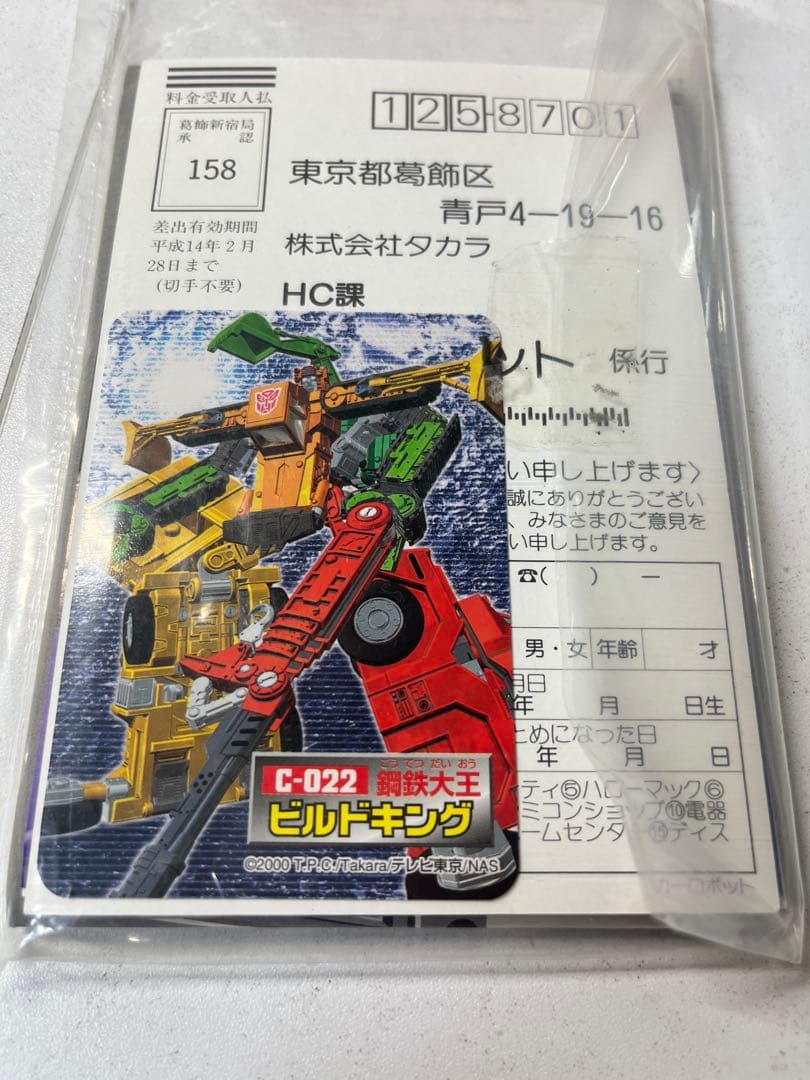 料金受取人払
葛飾新宿局
承認
158
差出有効期間
平成14年2月
28日まで
(切手不要)
125-8701
東京都葛飾区
青戸4-19-16
株式会社タカラ
HC課
ット 係行
い申し上げます〉
誠にありがとうござい
、みなさまのご意見を
い申し上げます。
☎( ) ー
男・女 年齢 才
月日
年 月 日生
とめになった日
年 月 日
ティ⑤ハローマック⑥
ミコンショップ⑩電器
ームセンター⑮ディス
カーロボット
こう てつ だい おう
C-022 鋼鉄大王
ビルドキング
©2000 T.P.C./Takara/テレビ東京/NAS